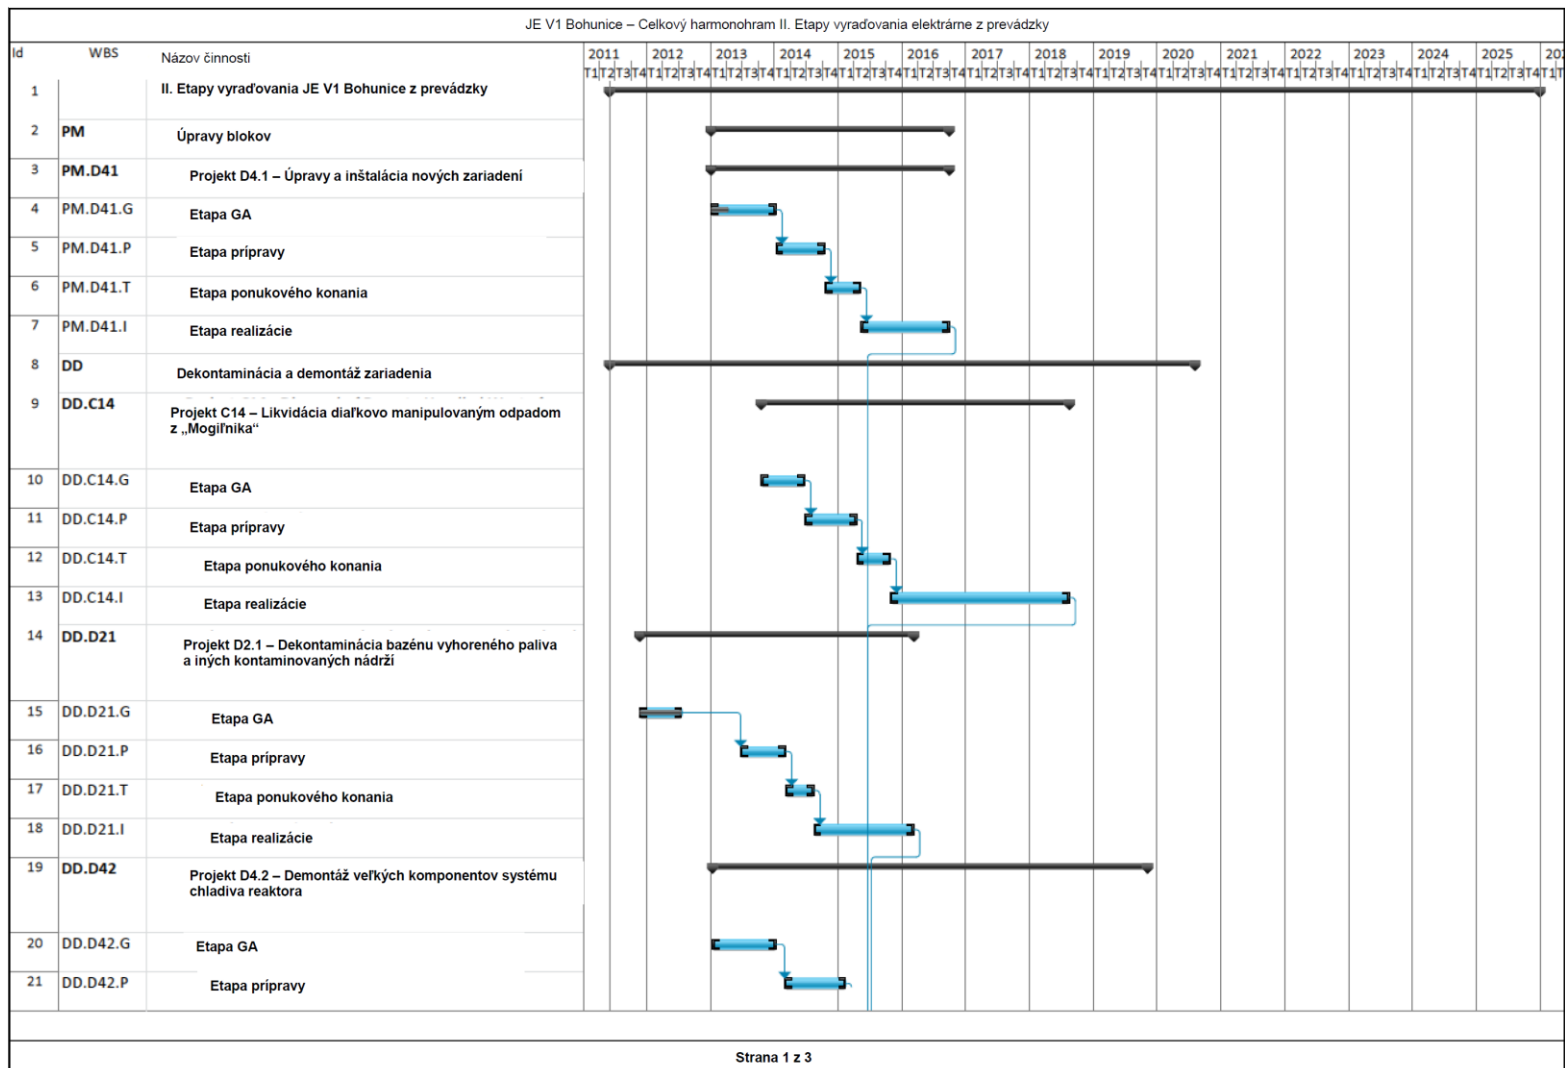 JE V1 Bohunice – Celkový harmonohram II. Etapy vyraďovania elektrárne z prevádzky
Id WBS Názov činnosti 2011 2012 2013 2014 2015 2016 2017 2018 2019 2020 2021 2022 2023 2024 2025
T1 T2 T3 T4 T1 T2 T3 T4 T1 T2 T3 T4 T1 T2 T3 T4 T1 T2 T3 T4 T1 T2 T3 T4 T1 T2 T3 T4 T1 T2 T3 T4 T1 T2 T3 T4 T1 T2 T3 T4 T1 T2 T3 T4 T1 T2 T3 T4 T1 T2 T3 T4 T1 T2 T3 T4 T1 T2 T3 T4 T1
1 II. Etapy vyraďovania JE V1 Bohunice z prevádzky
2 PM Úpravy blokov
3 PM.D41 Projekt D4.1 – Úpravy a inštalácia nových zariadení
4 PM.D41.G Etapa GA
5 PM.D41.P Etapa prípravy
6 PM.D41.T Etapa ponukového konania
7 PM.D41.I Etapa realizácie
8 DD Dekontaminácia a demontáž zariadenia
9 DD.C14 Projekt C14 – Likvidácia diaľkovo manipulovaným odpadom
z „Mogiľnika“
10 DD.C14.G Etapa GA
11 DD.C14.P Etapa prípravy
12 DD.C14.T Etapa ponukového konania
13 DD.C14.I Etapa realizácie
14 DD.D21 Projekt D2.1 – Dekontaminácia bazénu vyhoreného paliva
a iných kontaminovaných nádrží
15 DD.D21.G Etapa GA
16 DD.D21.P Etapa prípravy
17 DD.D21.T Etapa ponukového konania
18 DD.D21.I Etapa realizácie
19 DD.D42 Projekt D4.2 – Demontáž veľkých komponentov systému
chladiva reaktora
20 DD.D42.G Etapa GA
21 DD.D42.P Etapa prípravy
Strana 1 z 3